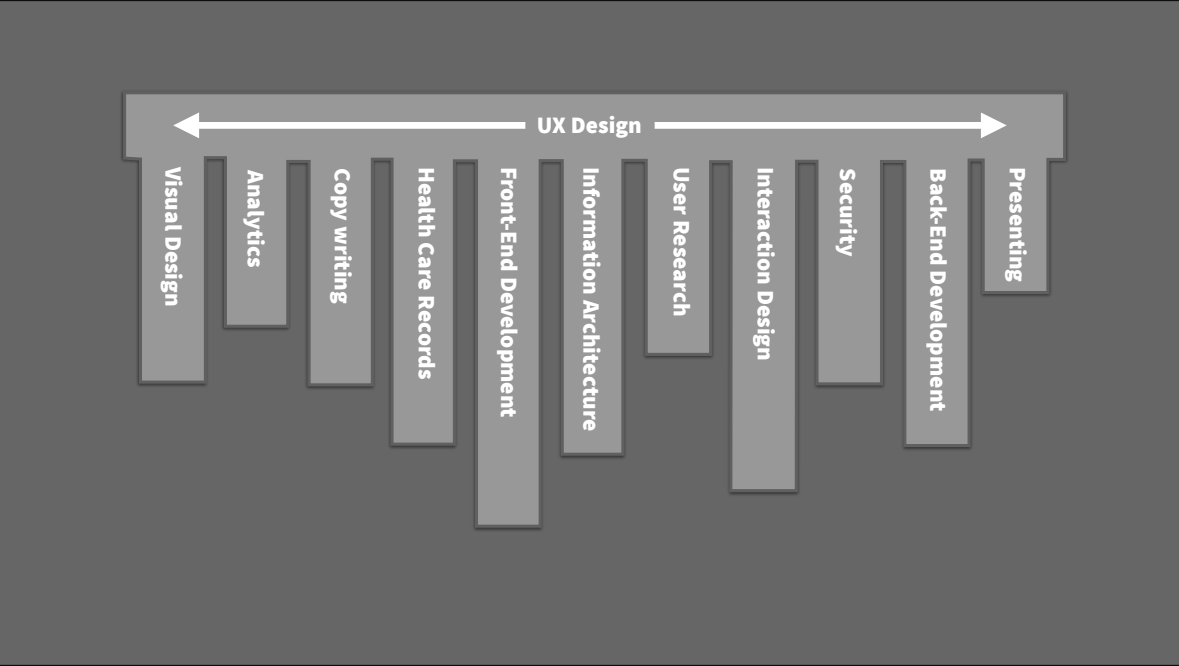 UX Design
Visual Design
Analytics
Copy writing
Health Care Records
Front-End Development
Information Architecture
User Research
Interaction Design
Security
Back-End Development
Presenting